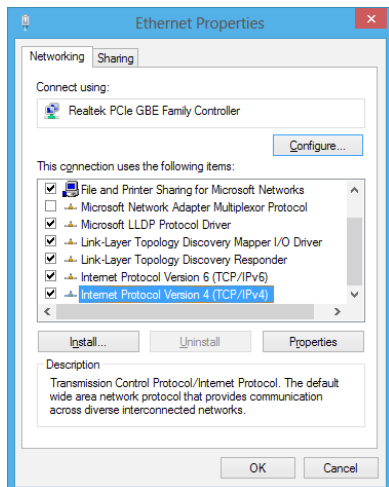 Ethernet Properties
Networking
Sharing
Connect using:
Realtek PCIe GBE Family Controller
Configure...
This connection uses the following items:
File and Printer Sharing for Microsoft Networks
Microsoft Network Adapter Multiplexor Protocol
Microsoft LLDP Protocol Driver
Link-Layer Topology Discovery Mapper I/O Driver
Link-Layer Topology Discovery Responder
Internet Protocol Version 6 (TCP/IPv6)
Internet Protocol Version 4 (TCP/IPv4)
Install...
Uninstall
Properties
Description
Transmission Control Protocol/Internet Protocol. The default
wide area network protocol that provides communication
across diverse interconnected networks.
OK
Cancel